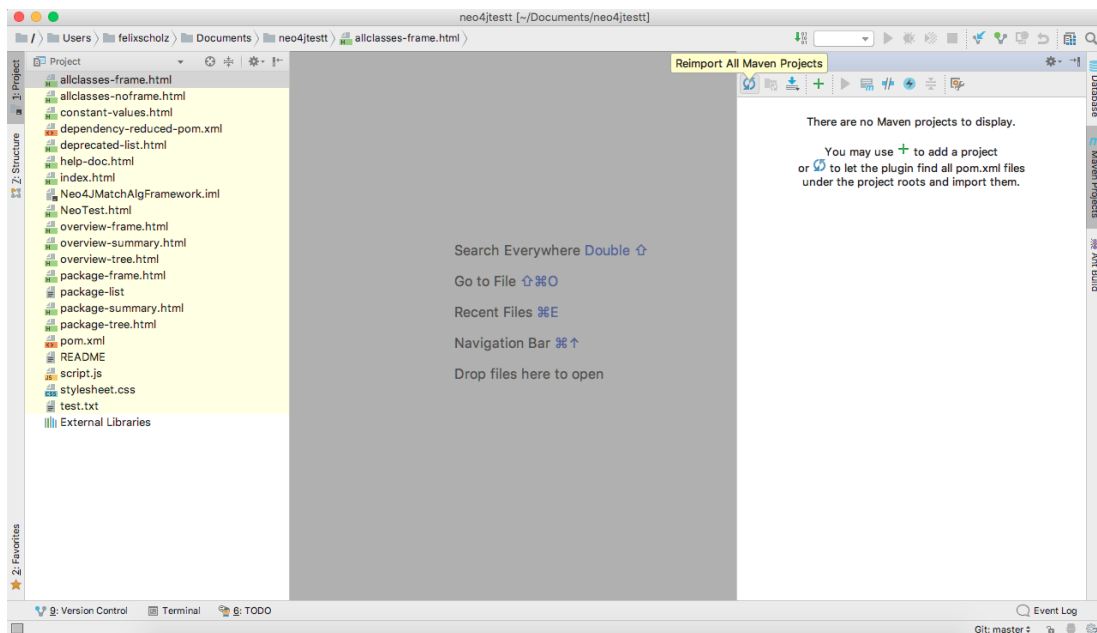 neo4jtestt [~/Documents/neo4jtestt]
/ Users felixscholz Documents neo4jtestt allclasses-frame.html
Reimport All Maven Projects
Project
allclasses-frame.html
allclasses-noframe.html
constant-values.html
dependency-reduced-pom.xml
deprecated-list.html
help-doc.html
index.html
Neo4JMatchAlgFramework.iml
NeoTest.html
overview-frame.html
overview-summary.html
overview-tree.html
package-frame.html
package-list
package-summary.html
package-tree.html
pom.xml
README
script.js
stylesheet.css
test.txt
External Libraries
1: Project
Z: Structure
2: Favorites
Search Everywhere Double ⇧
Go to File ⇧⌘O
Recent Files ⌘E
Navigation Bar ⌘↑
Drop files here to open
There are no Maven projects to display.
You may use + to add a project
or to let the plugin find all pom.xml files
under the project roots and import them.
Database
Maven Projects
Ant Build
9: Version Control Terminal 6: TODO Event Log
Git: master